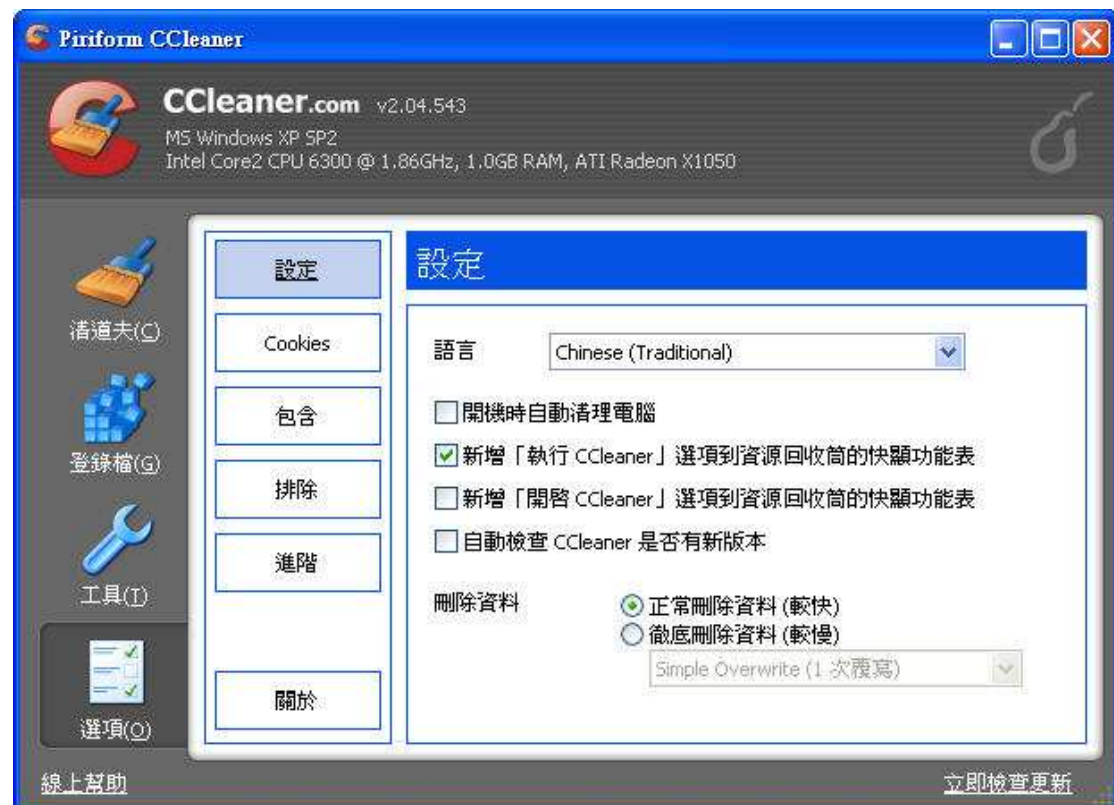 Piriform CCleaner
CCleaner.com v2.04.543
MS Windows XP SP2
Intel Core2 CPU 6300 @ 1.86GHz, 1.0GB RAM, ATI Radeon X1050
清道夫(C)
登錄檔(G)
工具(T)
選項(O)
設定
Cookies
包含
排除
進階
關於
設定
語言 Chinese (Traditional)
開機時自動清理電腦
新增「執行 CCleaner」選項到資源回收筒的快顯功能表
新增「開啓 CCleaner」選項到資源回收筒的快顯功能表
自動檢查 CCleaner 是否有新版本
刪除資料 正常刪除資料 (較快)
徹底刪除資料 (較慢)
Simple Overwrite (1 次覆寫)
線上幫助 立即檢查更新